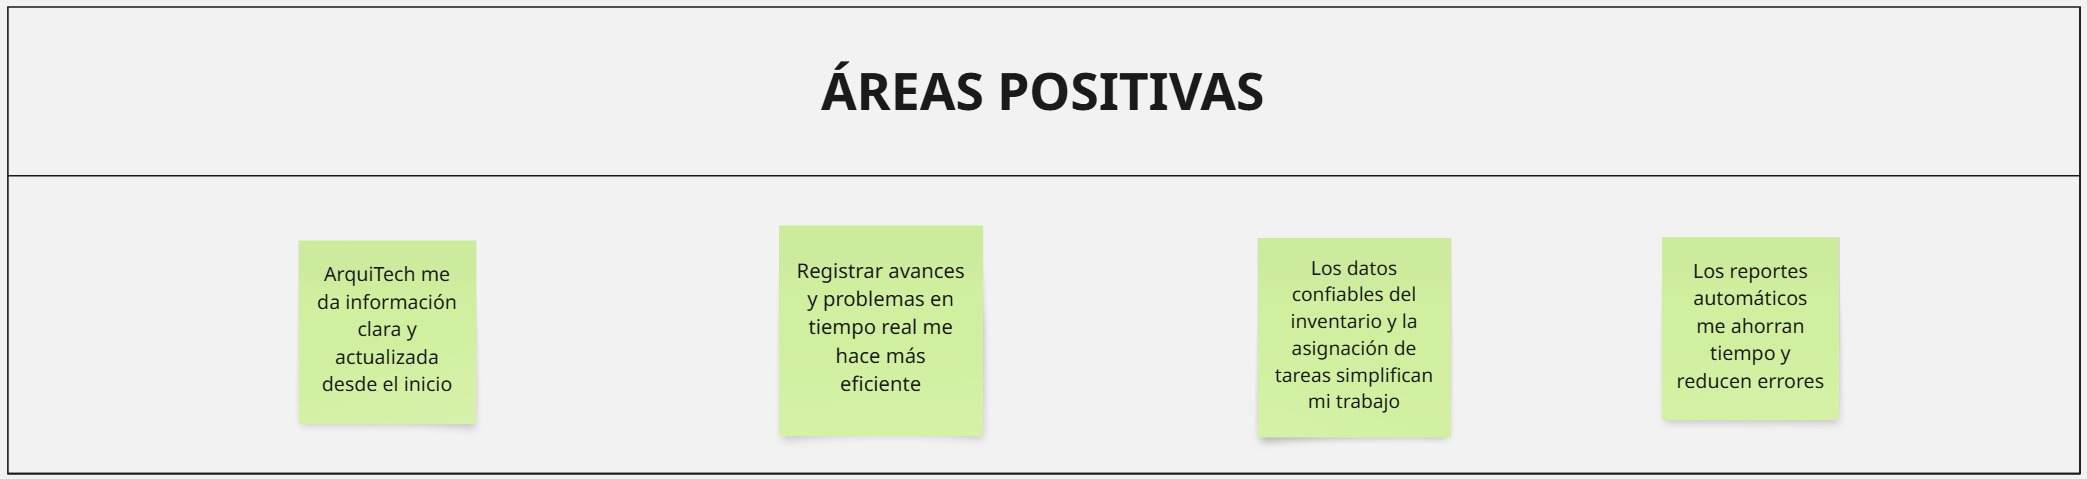 ÁREAS POSITIVAS
ArquiTech me
da información
clara y
actualizada
desde el inicio
Registrar avances
y problemas en
tiempo real me
hace más
eficiente
Los datos
confiables del
inventario y la
asignación de
tareas simplifican
mi trabajo
Los reportes
automáticos
me ahorran
tiempo y
reducen errores